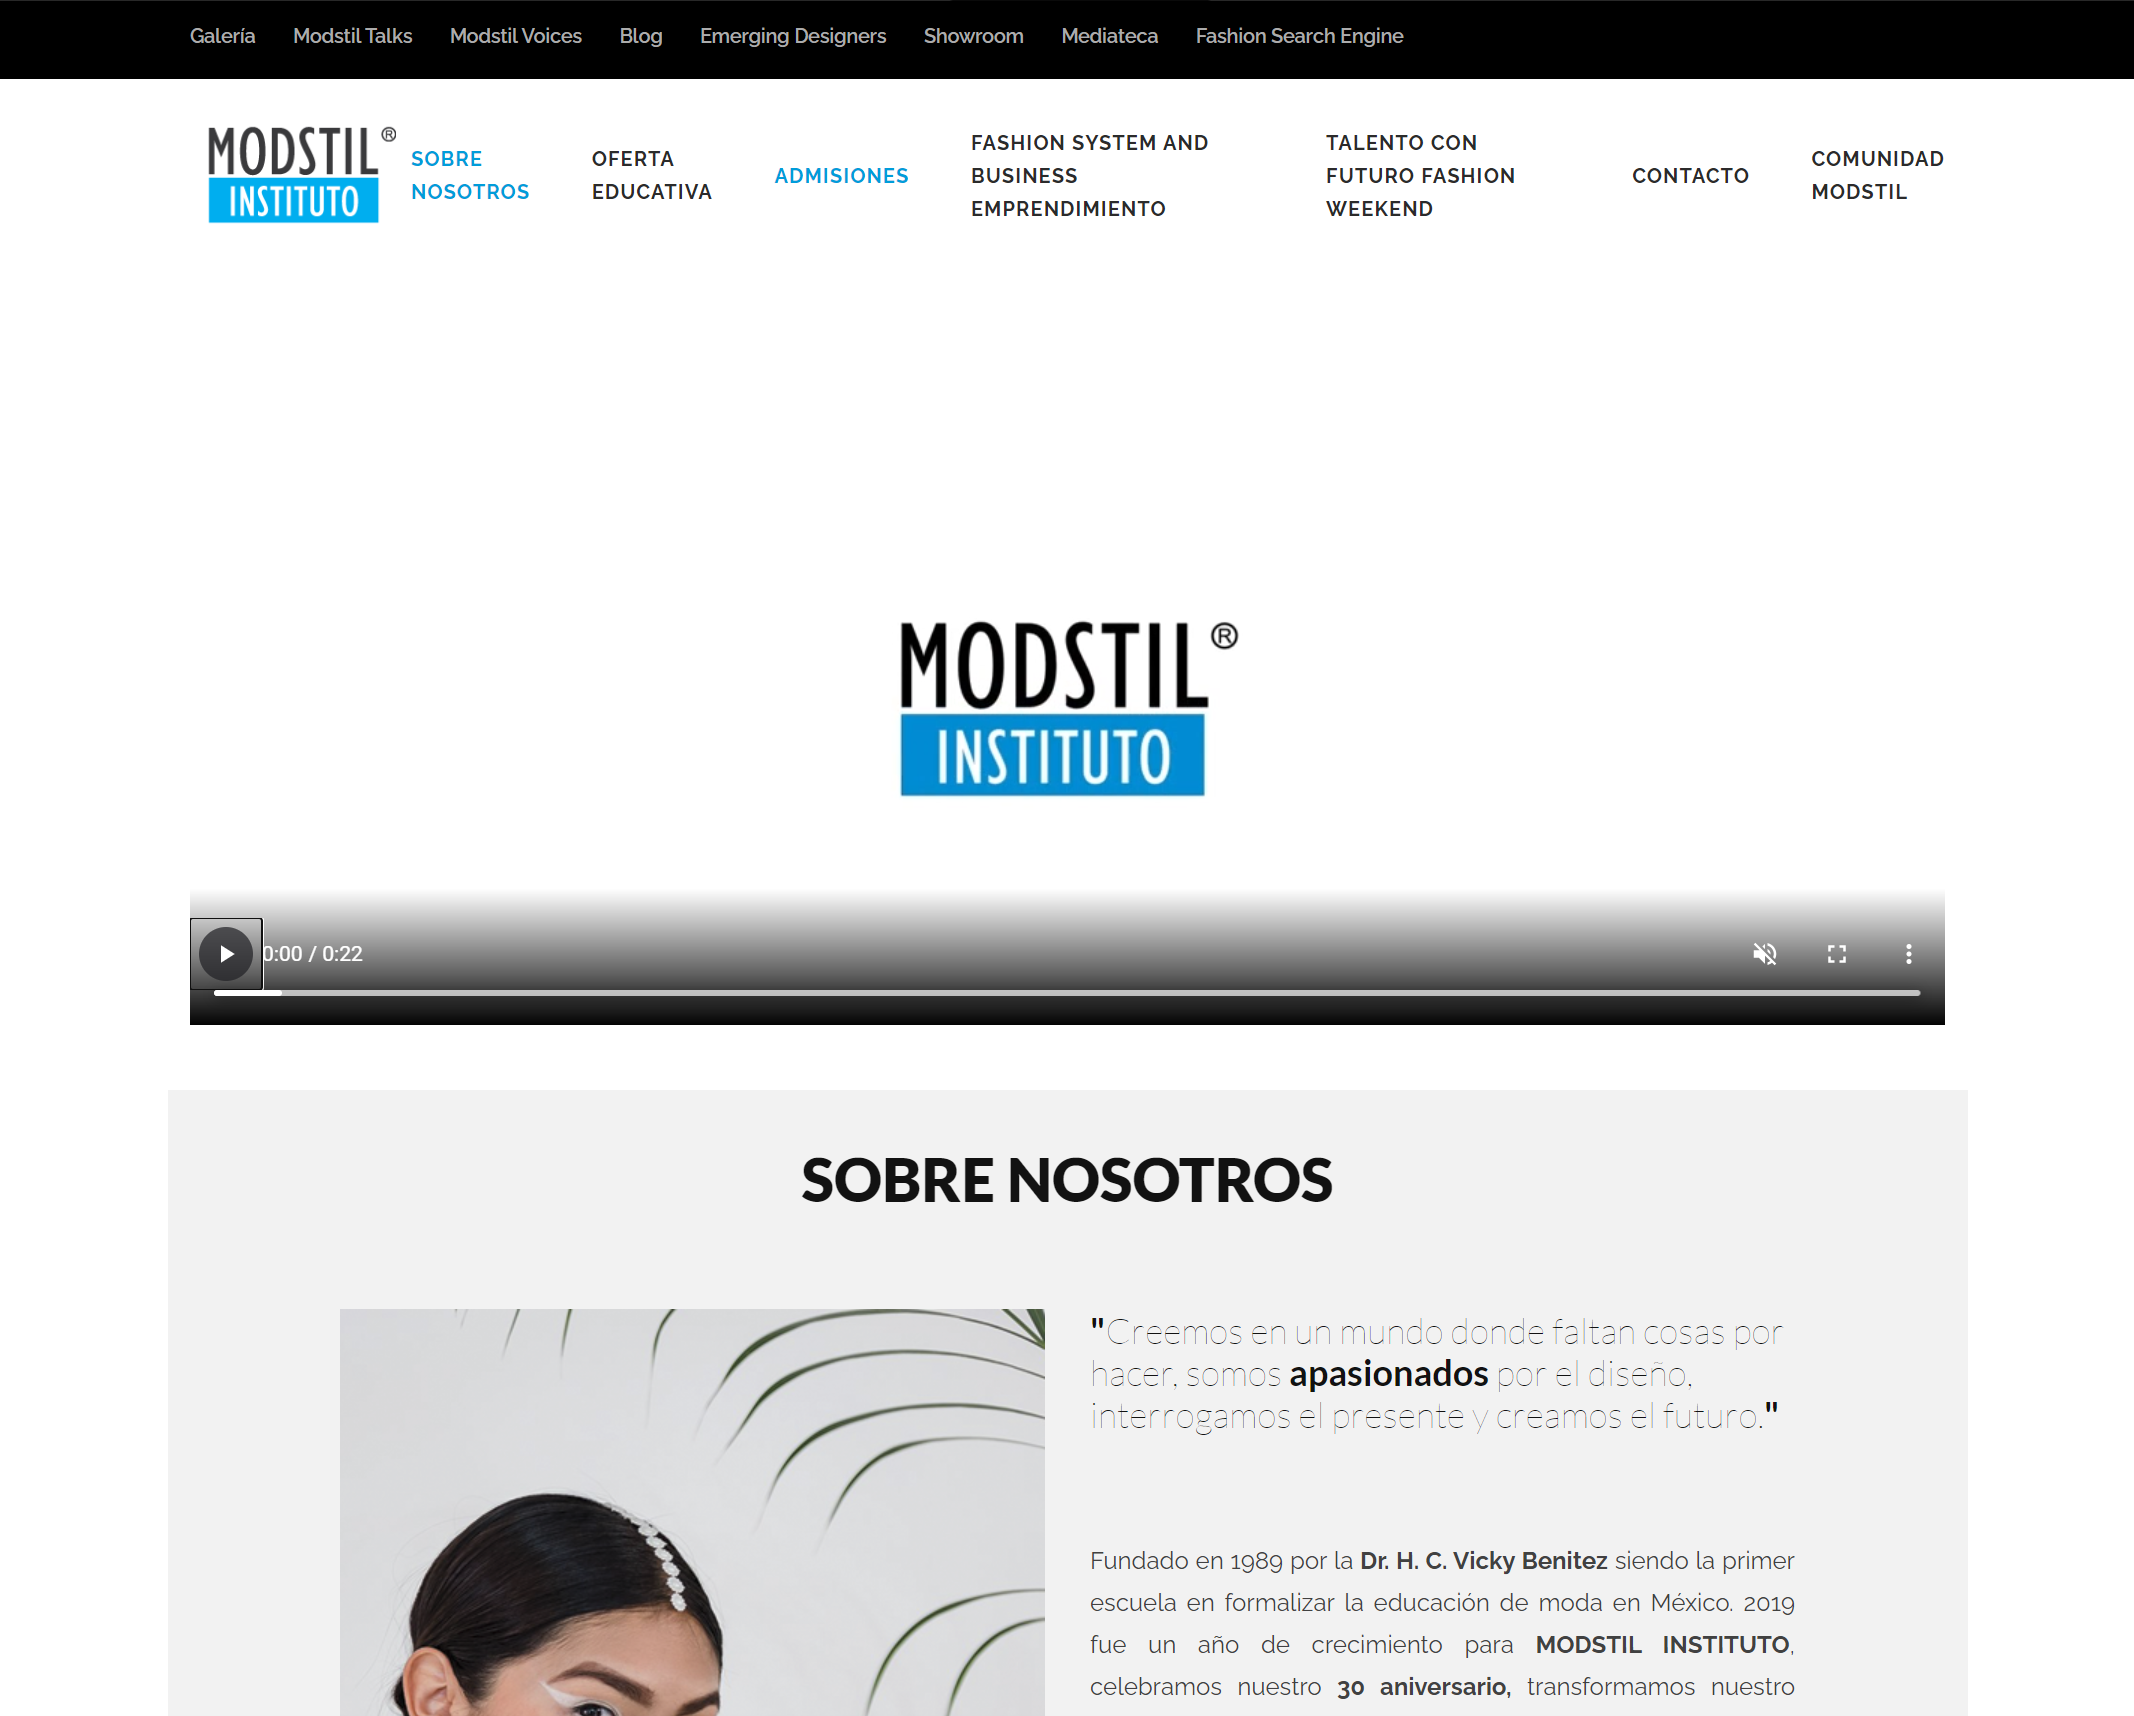 Galería Modstil Talks Modstil Voices Blog Emerging Designers Showroom Mediateca Fashion Search Engine
MODSTIL®
INSTITUTO
SOBRE
NOSOTROS
OFERTA
EDUCATIVA
ADMISIONES
FASHION SYSTEM AND
BUSINESS
EMPRENDIMIENTO
TALENTO CON
FUTURO FASHION
WEEKEND
CONTACTO
COMUNIDAD
MODSTIL
MODSTIL®
INSTITUTO
0:00 / 0:22
SOBRE NOSOTROS
"Creemos en un mundo donde faltan cosas por
hacer, somos apasionados por el diseño,
interrogamos el presente y creamos el futuro."
Fundado en 1989 por la Dr. H. C. Vicky Benitez siendo la primer
escuela en formalizar la educación de moda en México. 2019
fue un año de crecimiento para MODSTIL INSTITUTO,
celebramos nuestro 30 aniversario, transformamos nuestro